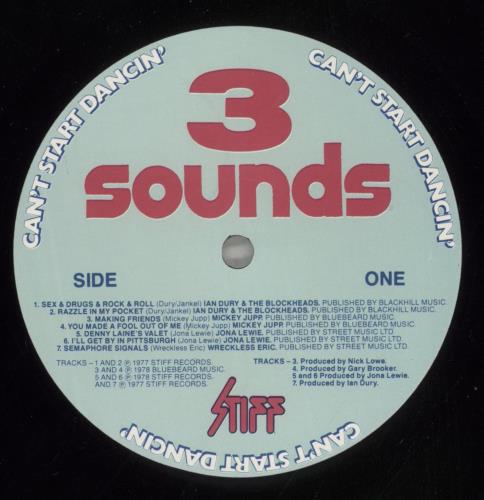 CAN'T START DANCIN'
CAN'T START DANCIN'
3
sounds
SIDE ONE
1. SEX & DRUGS & ROCK & ROLL (Dury/Jankel) IAN DURY & THE BLOCKHEADS. PUBLISHED BY BLACKHILL MUSIC.
2. RAZZLE IN MY POCKET (Dury/Jankel) IAN DURY & THE BLOCKHEADS. PUBLISHED BY BLACKHILL MUSIC.
3. MAKING FRIENDS (Mickey Jupp) MICKEY JUPP. PUBLISHED BY BLUEBEARD MUSIC.
4. YOU MADE A FOOL OUT OF ME (Mickey Jupp) MICKEY JUPP. PUBLISHED BY BLUEBEARD MUSIC.
5. DENNY LAINE'S VALET (Jona Lewie) JONA LEWIE. PUBLISHED BY STREET MUSIC LTD
6. I'LL GET BY IN PITTSBURGH (Jona Lewie) JONA LEWIE. PUBLISHED BY STREET MUSIC LTD.
7. SEMAPHORE SIGNALS (Wreckless Eric) WRECKLESS ERIC. PUBLISHED BY STREET MUSIC LTD.
TRACKS – 1 AND 2 ℗ 1977 STIFF RECORDS.
3 AND 4 ℗ 1978 BLUEBEARD MUSIC.
5 AND 6 ℗ 1978 STIFF RECORDS.
AND 7 ℗ 1977 STIFF RECORDS.
TRACKS – 3. Produced by Nick Lowe.
4. Produced by Gary Brooker.
5 and 6 Produced by Jona Lewie.
7. Produced by Ian Dury.
STIFF
CAN'T START DANCIN'